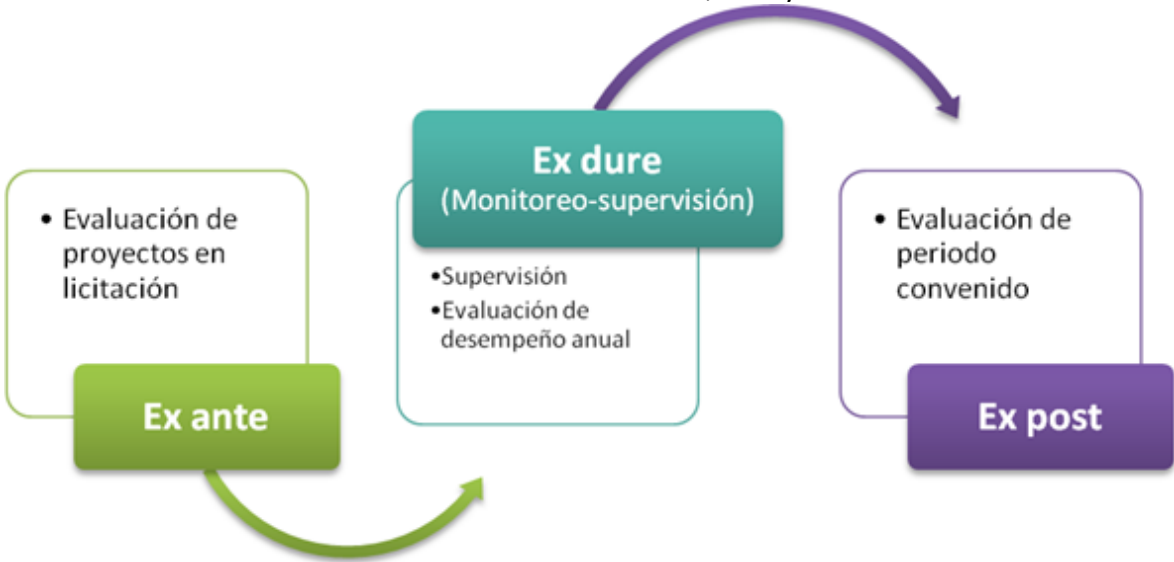 • Evaluación de
proyectos en
licitación
Ex ante
Ex dure
(Monitoreo-supervisión)
•Supervisión
•Evaluación de
desempeño anual
• Evaluación de
periodo
convenido
Ex post